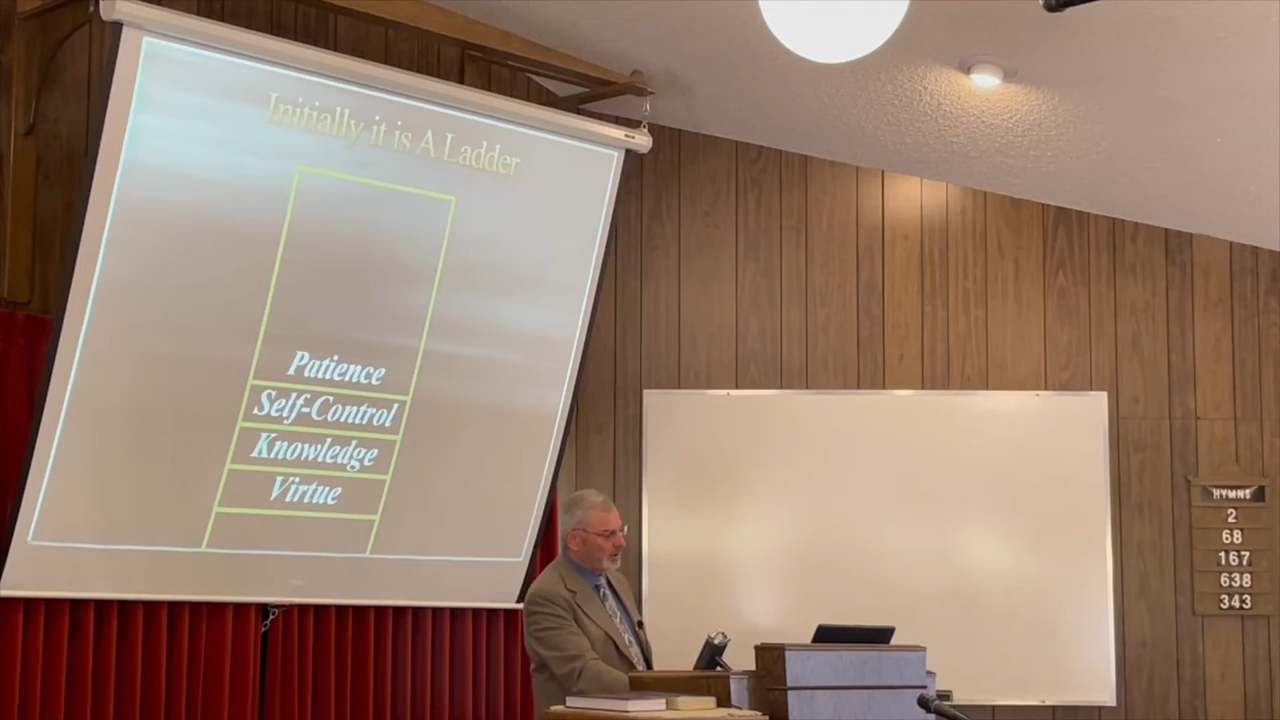 Initially it is A Ladder
Patience
Self-Control
Knowledge
Virtue
HYMNS
2
68
167
638
343